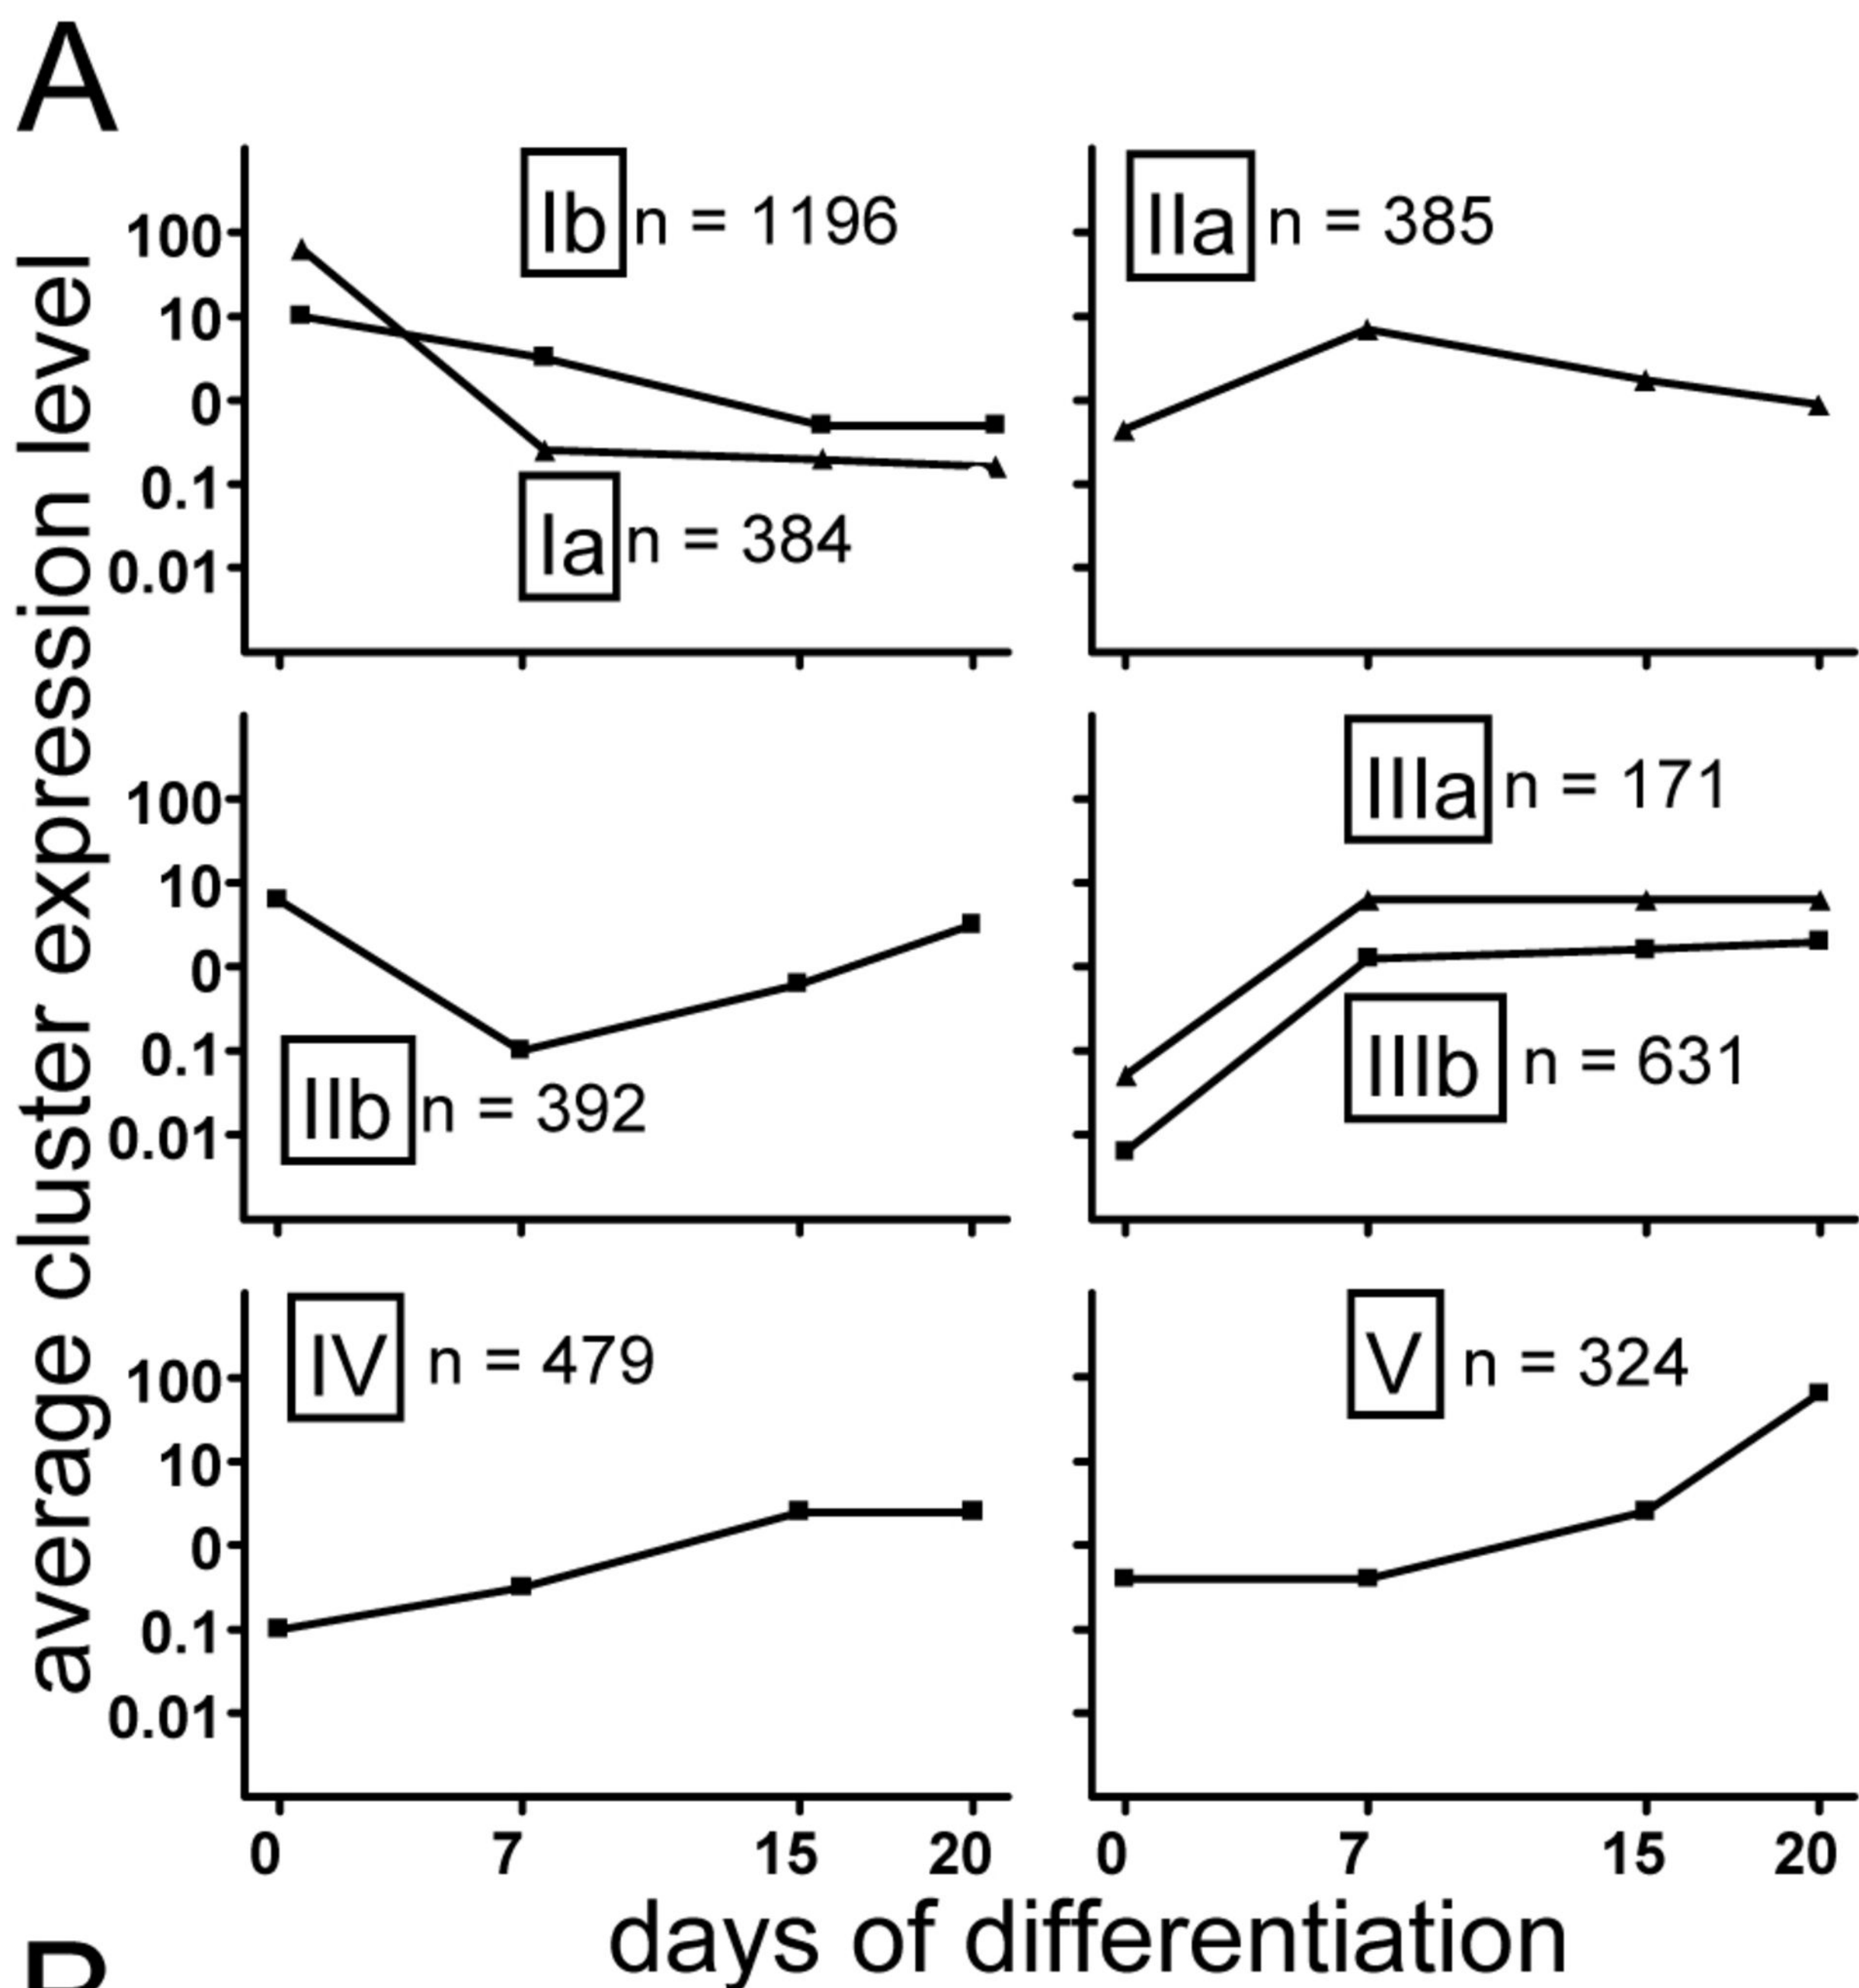 A
average cluster expression level
Ib n = 1196
100
10
0
0.1
0.01
Ia n = 384
IIa n = 385
100
10
0
0.1
0.01
IIb n = 392
IIIa n = 171
IIIb n = 631
IV n = 479
100
10
0
0.1
0.01
V n = 324
0 7 15 20
0 7 15 20
days of differentiation
B